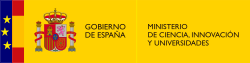 GOBIERNO
DE ESPAÑA
MINISTERIO
DE CIENCIA, INNOVACIÓN
Y UNIVERSIDADES